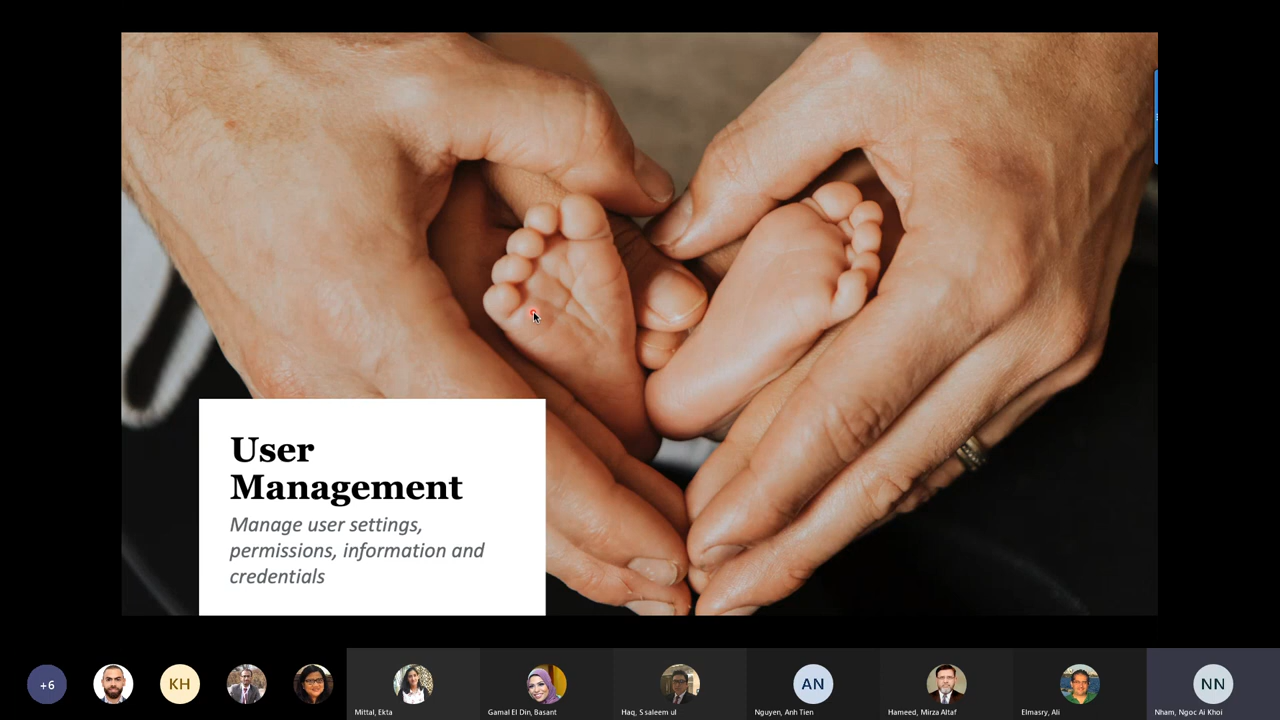 User
Management
Manage user settings,
permissions, information and
credentials
+6
KH
AN
NN
Mittal, Ekta
Gamal El Din, Basant
Haq, S saleem ul
Nguyen, Anh Tien
Hameed, Mirza Altaf
Elmasry, Ali
Nham, Ngoc Ai Khoi